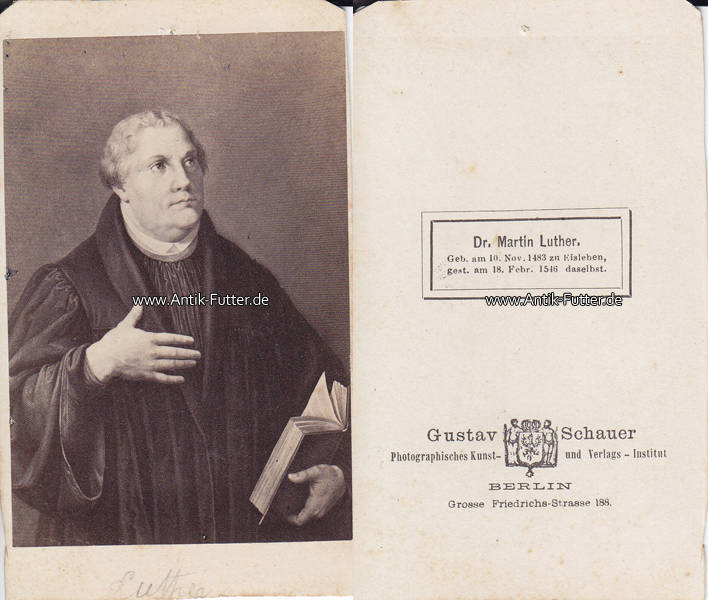 www.Antik-Futter.de
Luther
Dr. Martin Luther.
Geb. am 10. Nov. 1483 zu Eisleben,
gest. am 18. Febr. 1546 daselbst.
www.Antik-Futter.de
Gustav Schauer
Photographisches Kunst- und Verlags - Institut
BERLIN
Grosse Friedrichs-Strasse 188.